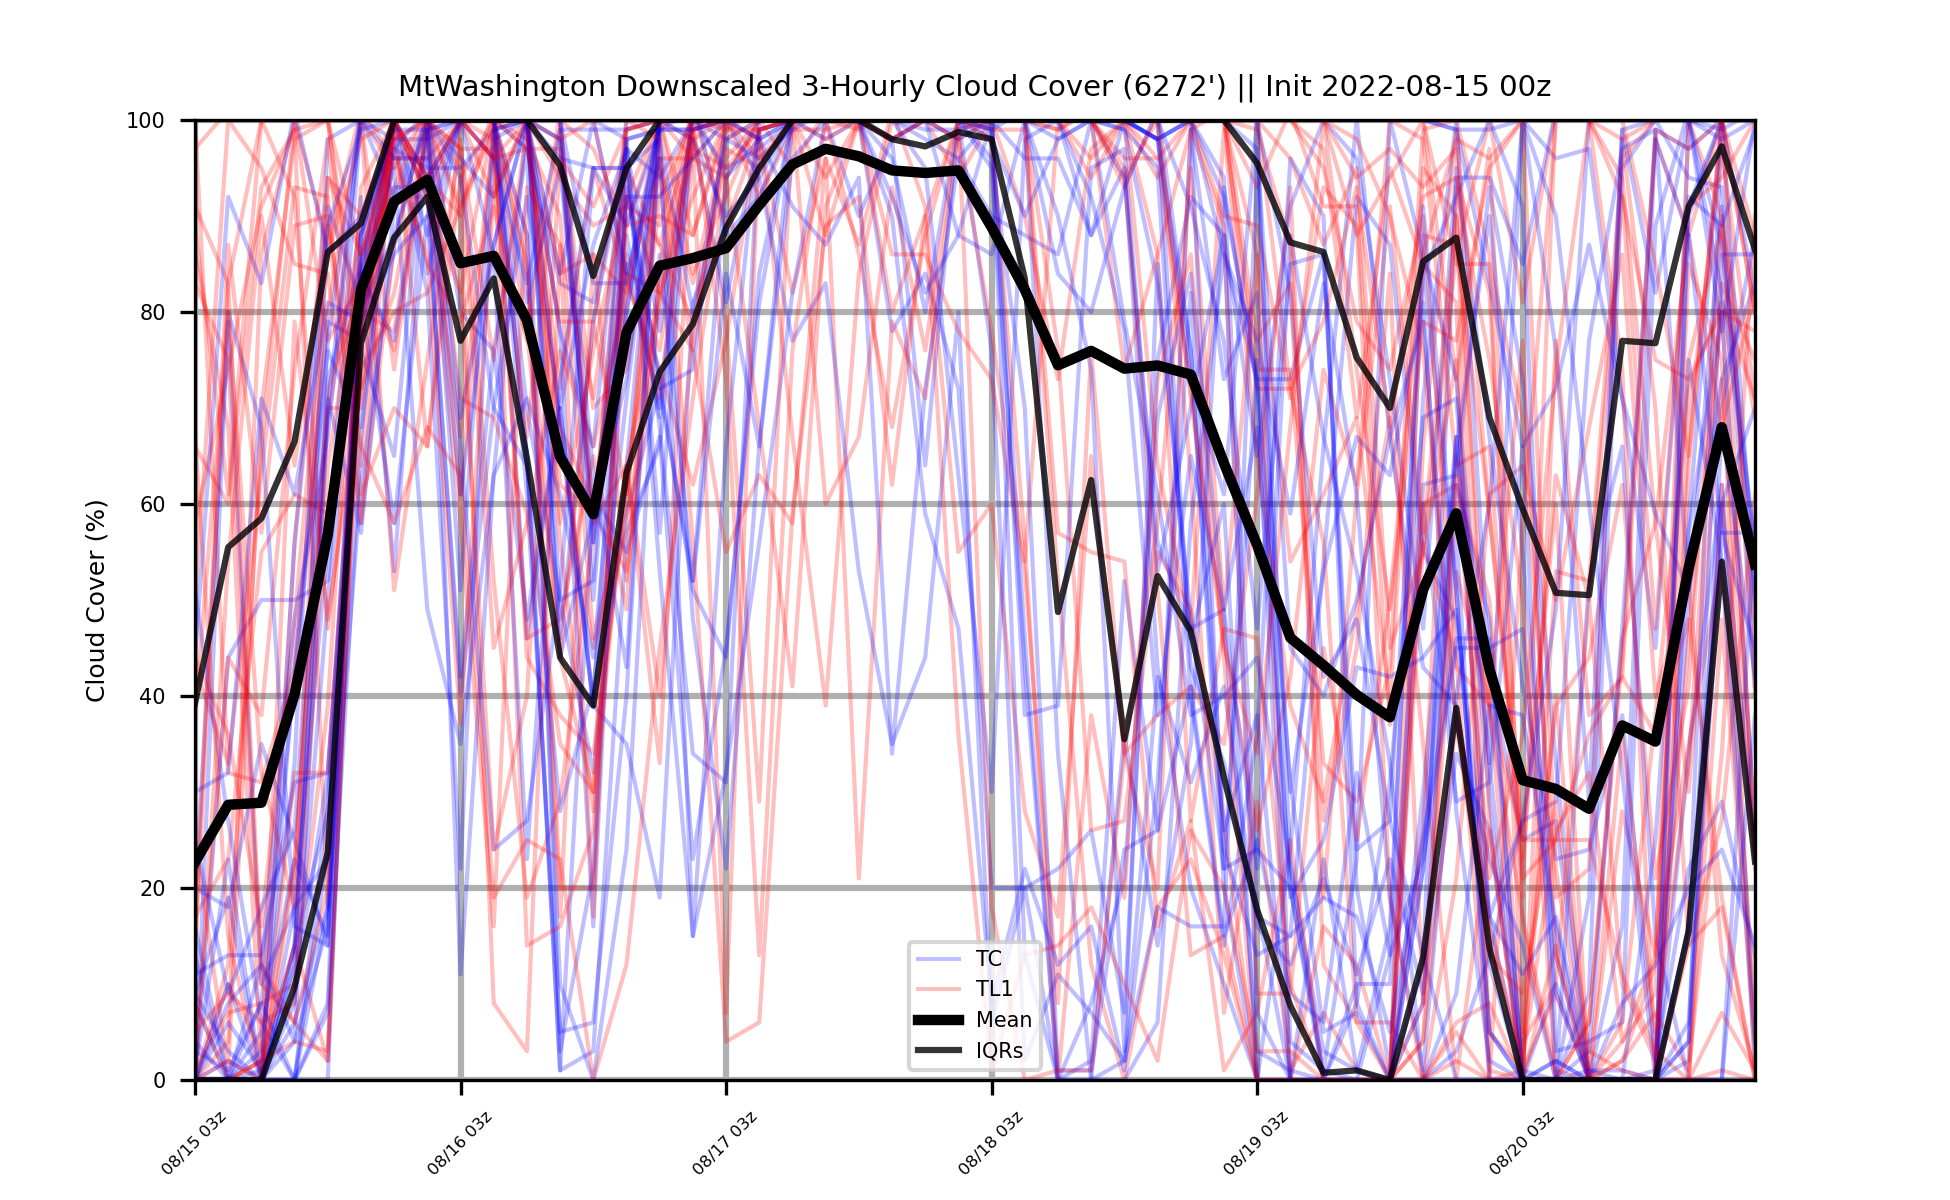 MtWashington Downscaled 3-Hourly Cloud Cover (6272') || Init 2022-08-15 00z
Cloud Cover (%)
100
80
60
40
20
0
TC
TL1
Mean
IQRs
08/15 03z
08/16 03z
08/17 03z
08/18 03z
08/19 03z
08/20 03z